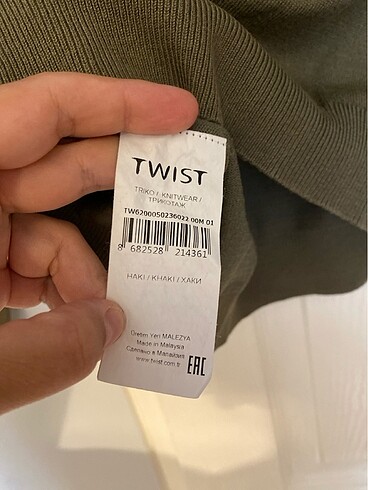 TWIST
TRİKO / KNITWEAR /
ТРИКОТАЖ
TW6200050236022 00M 01
8 682528 214361
HAKİ / KHAKI / ХАКИ
Üretim Yeri MALEZYA
Made in Malaysia
Сделано в Малайзия
www.twist.com.tr
EAC